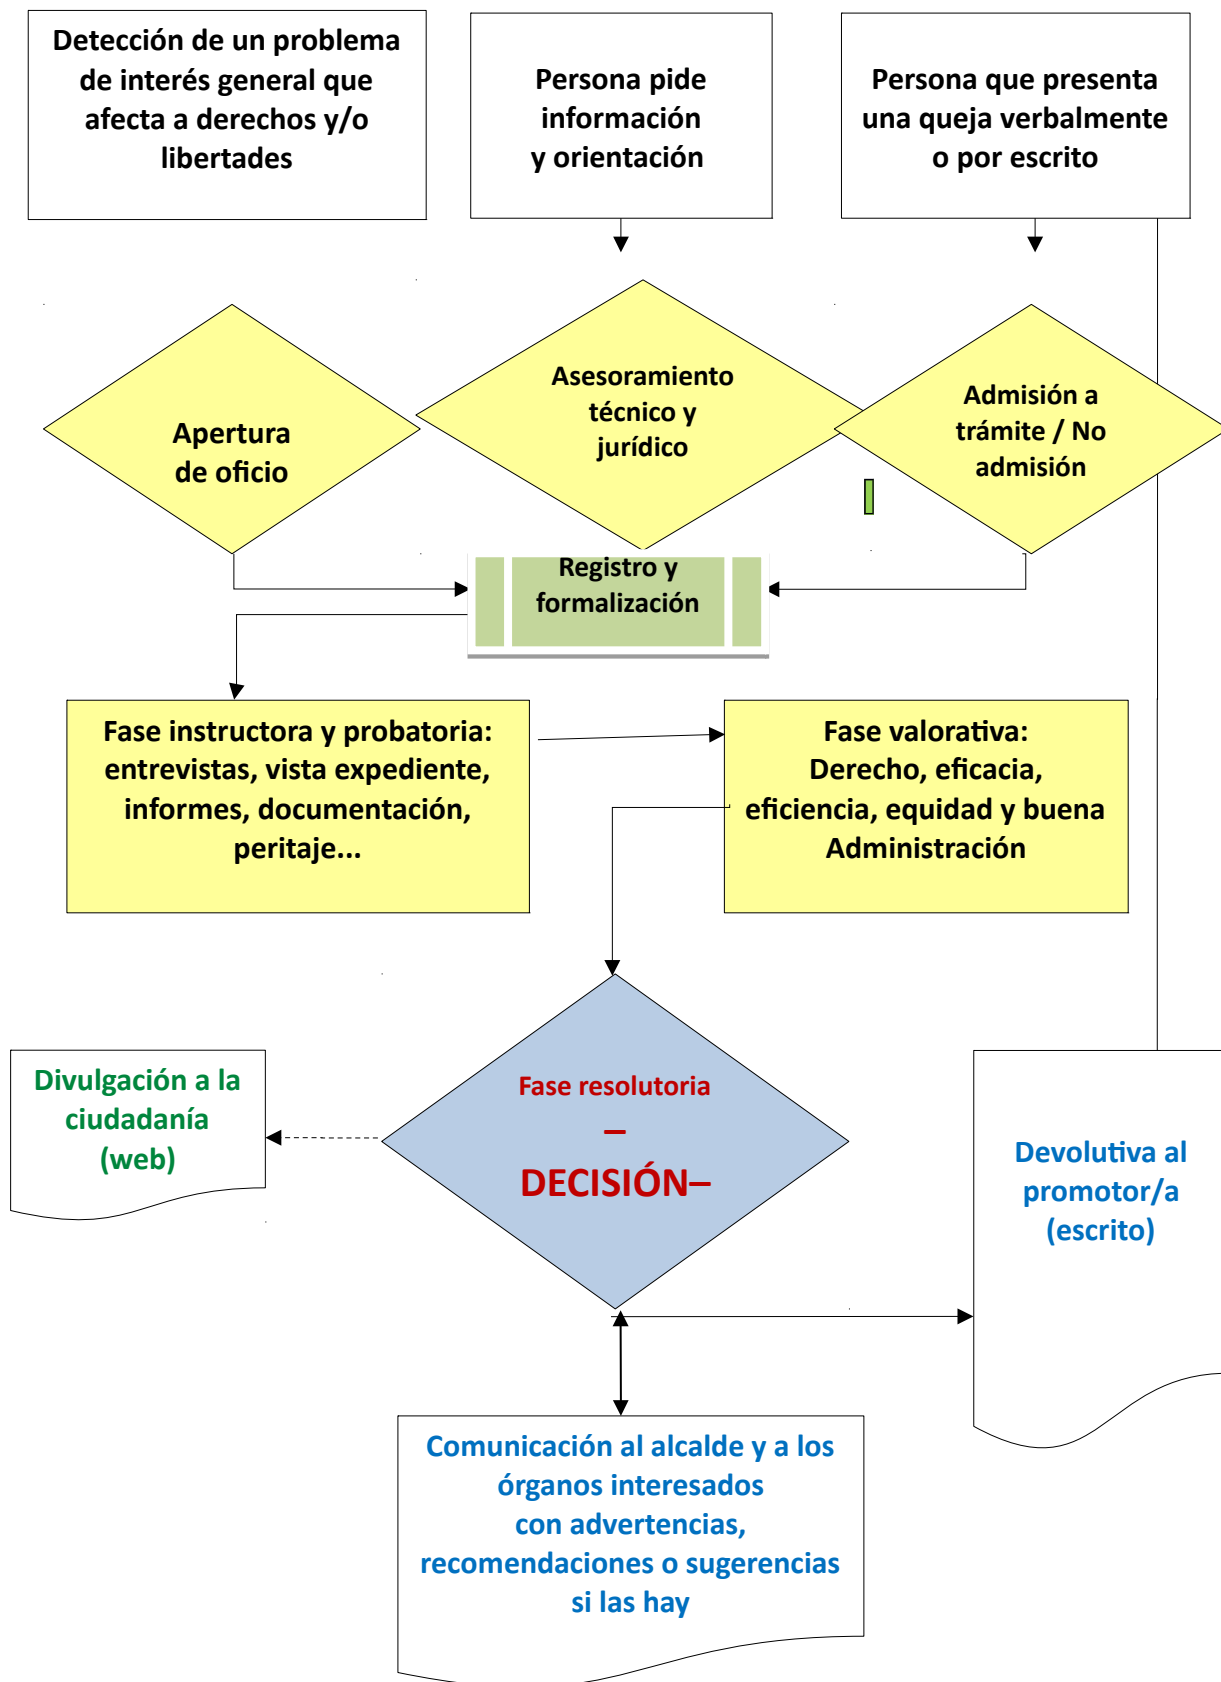 Detección de un problema
de interés general que
afecta a derechos y/o
libertades
Persona pide
información
y orientación
Persona que presenta
una queja verbalmente
o por escrito
Apertura
de oficio
Asesoramiento
técnico y
jurídico
Admisión a
trámite / No
admisión
Registro y
formalización
Fase instructora y probatoria:
entrevistas, vista expediente,
informes, documentación,
peritaje...
Fase valorativa:
Derecho, eficacia,
eficiencia, equidad y buena
Administración
Fase resolutoria
–
DECISIÓN–
Divulgación a la
ciudadanía
(web)
Devolutiva al
promotor/a
(escrito)
Comunicación al alcalde y a los
órganos interesados
con advertencias,
recomendaciones o sugerencias
si las hay